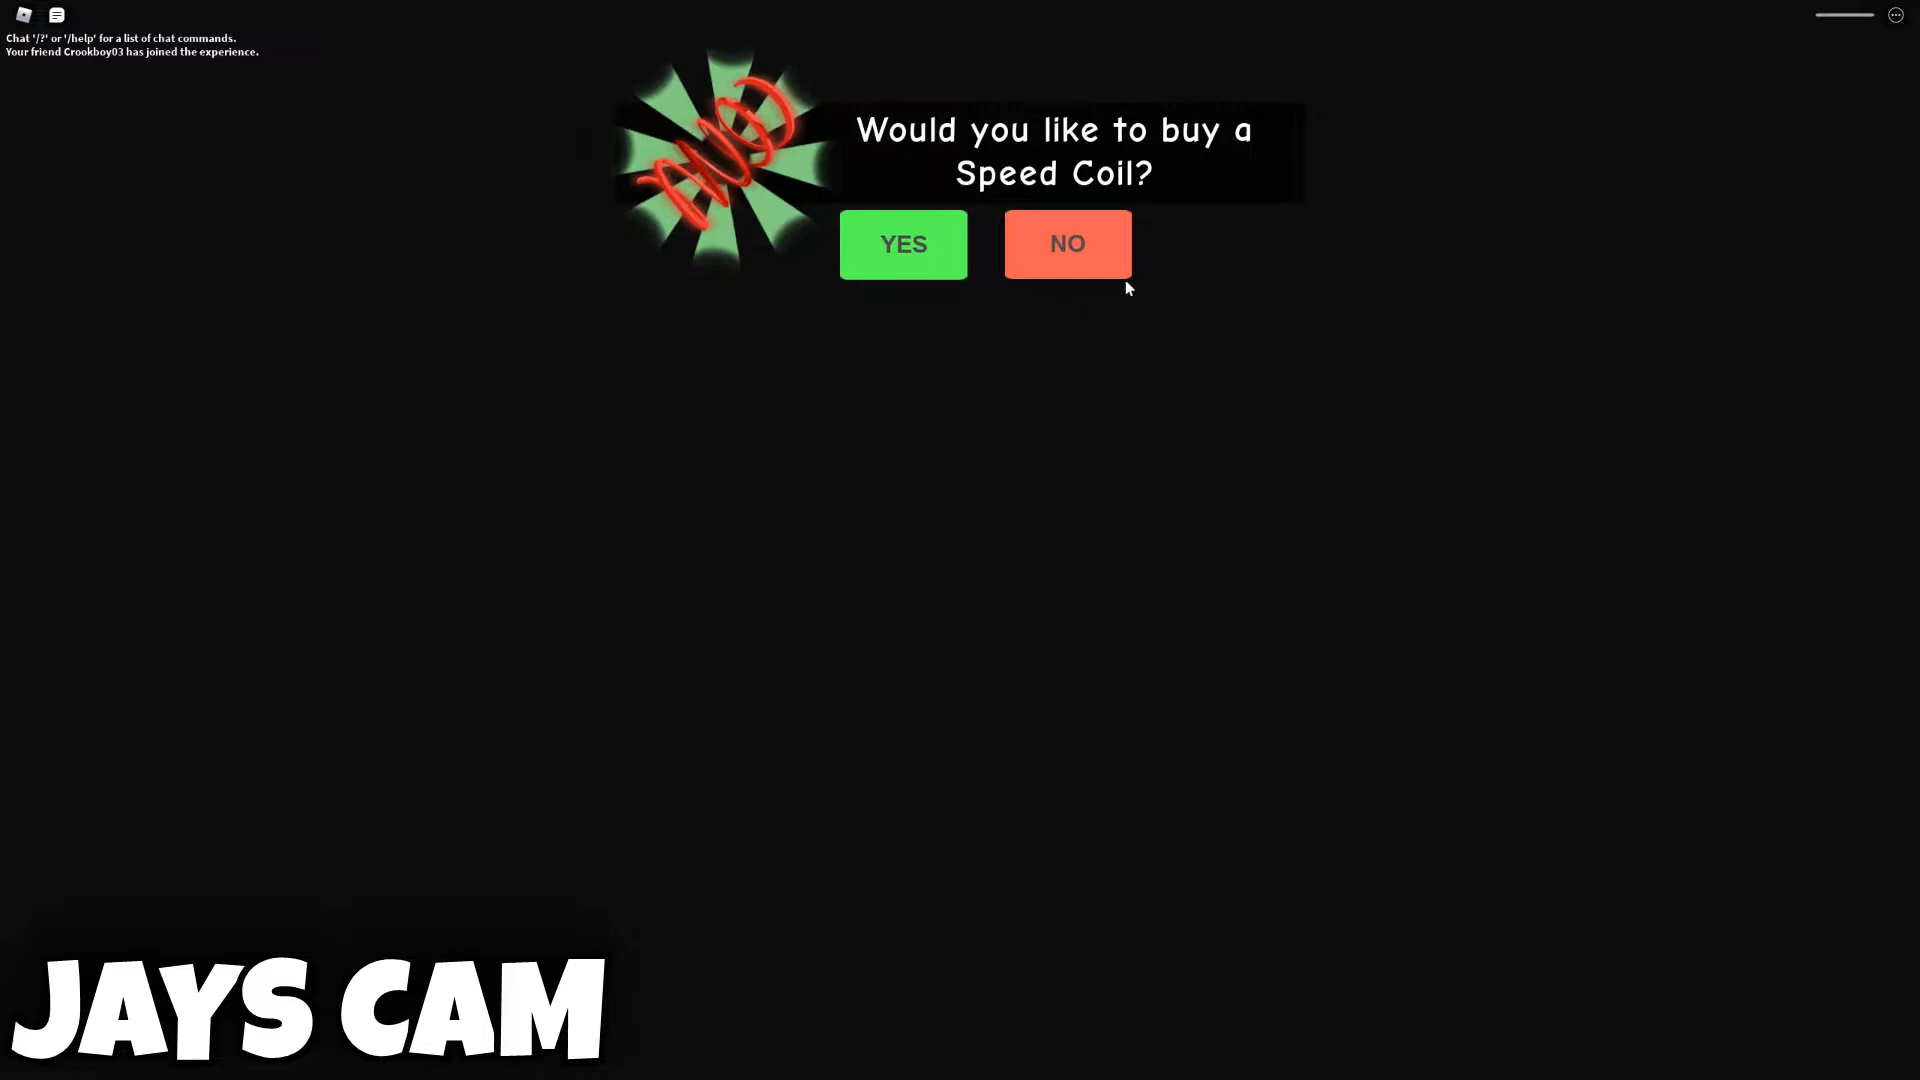 Chat '/?' or '/help' for a list of chat commands.
Your friend Crookboy03 has joined the experience.
Would you like to buy a
Speed Coil?
YES
NO
JAYS CAM